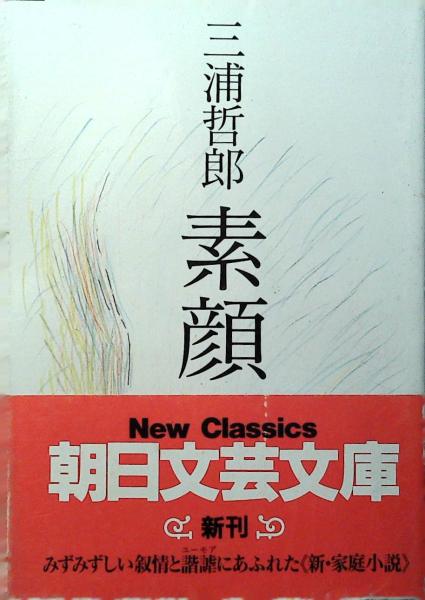 三浦哲郎
素顔
New Classics
朝日文芸文庫
新刊
ユーモア
みずみずしい叙情と諧謔にあふれた《新・家庭小説》